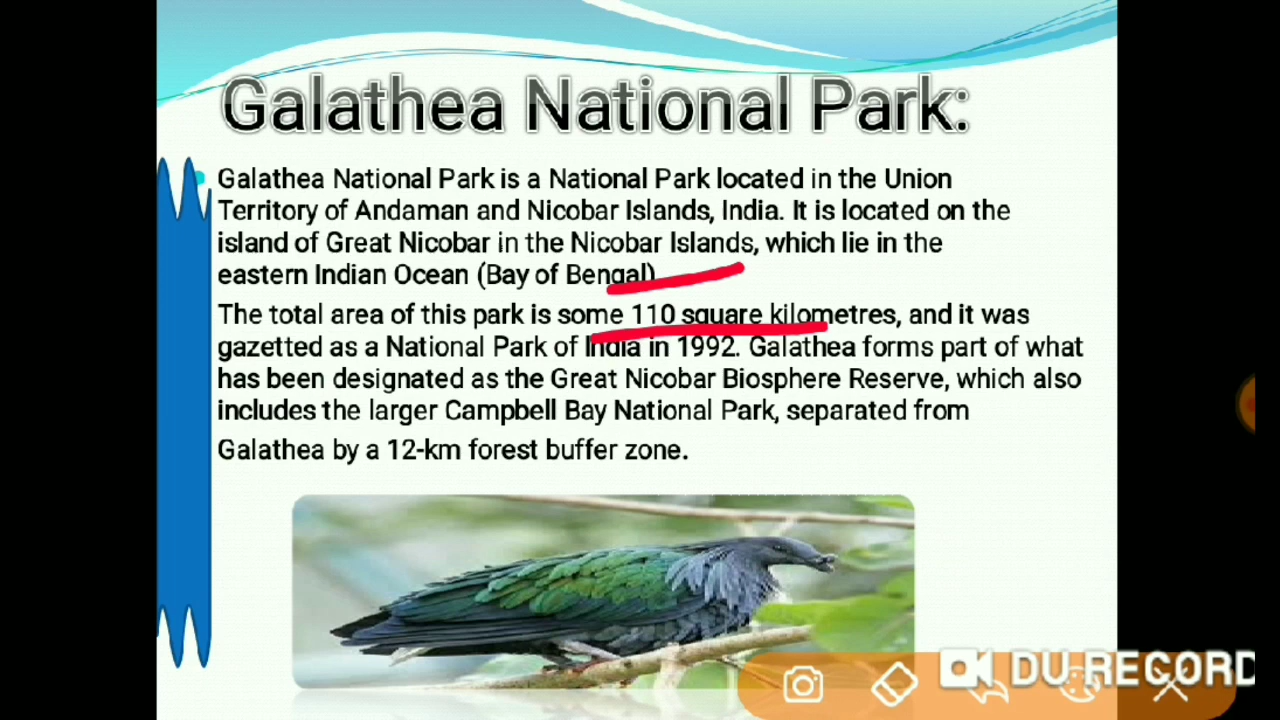 Galathea National Park:
Galathea National Park is a National Park located in the Union
Territory of Andaman and Nicobar Islands, India. It is located on the
island of Great Nicobar in the Nicobar Islands, which lie in the
eastern Indian Ocean (Bay of Bengal)
The total area of this park is some 110 square kilometres, and it was
gazetted as a National Park of India in 1992. Galathea forms part of what
has been designated as the Great Nicobar Biosphere Reserve, which also
includes the larger Campbell Bay National Park, separated from
Galathea by a 12-km forest buffer zone.
DU RECORD